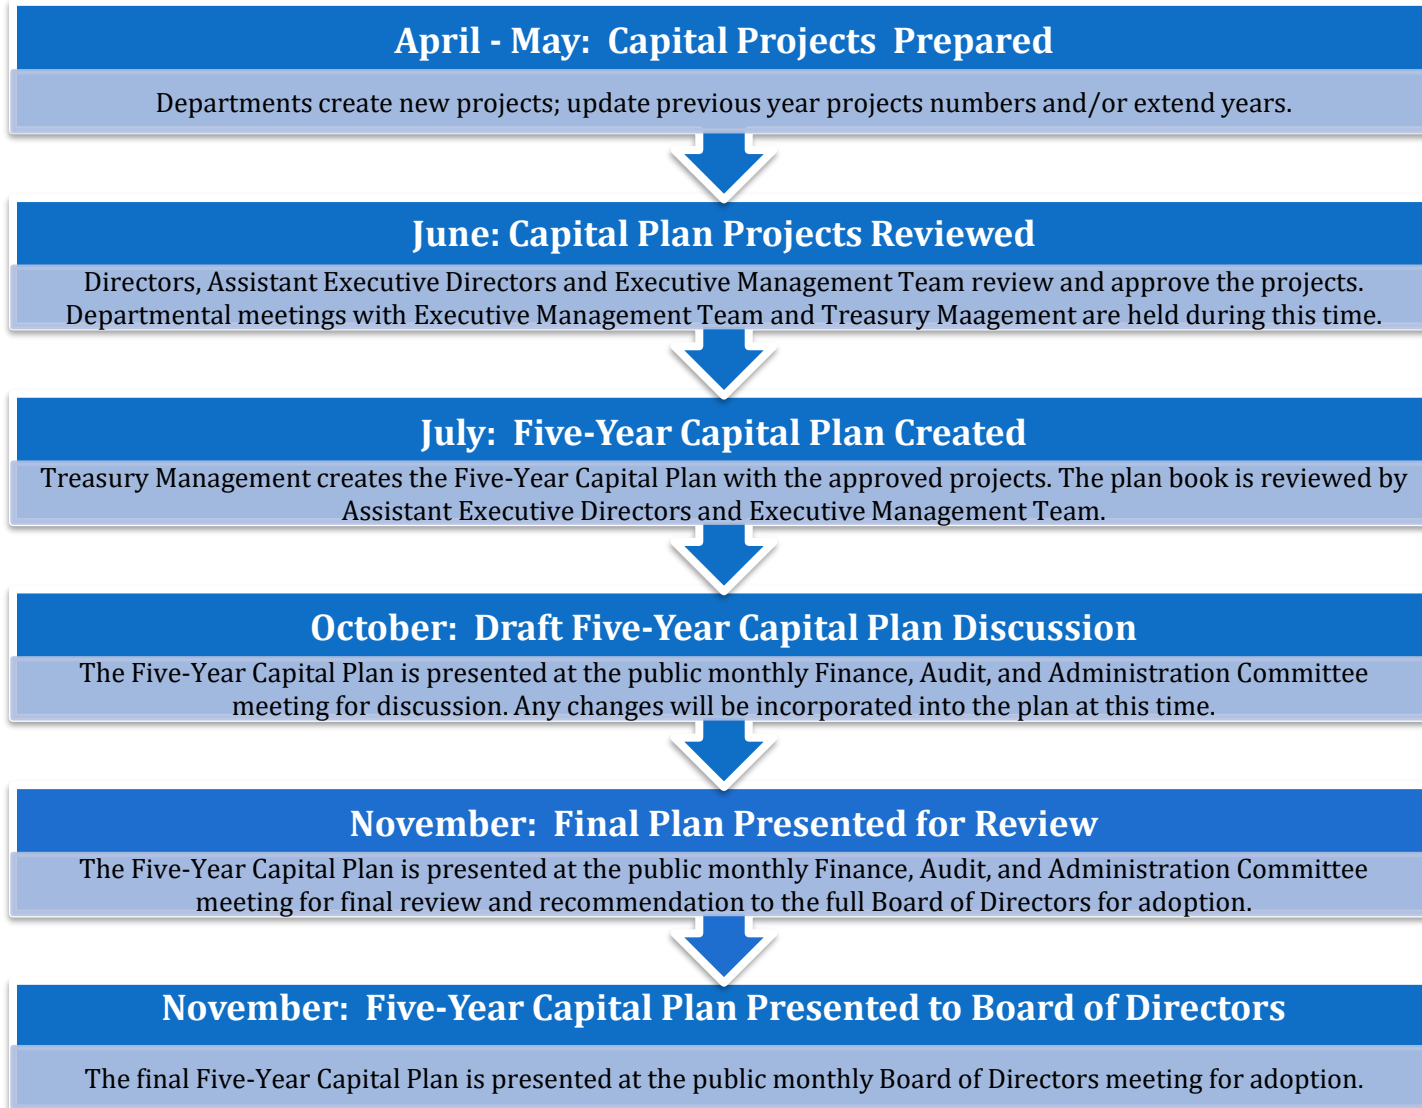 April - May:  Capital Projects  Prepared
Departments create new projects; update previous year projects numbers and/or extend years.
June: Capital Plan Projects Reviewed
Directors, Assistant Executive Directors and Executive Management Team review and approve the projects.
Departmental meetings with Executive Management Team and Treasury Maagement are held during this time.
July:  Five-Year Capital Plan Created
Treasury Management creates the Five-Year Capital Plan with the approved projects. The plan book is reviewed by
Assistant Executive Directors and Executive Management Team.
October:  Draft Five-Year Capital Plan Discussion
The Five-Year Capital Plan is presented at the public monthly Finance, Audit, and Administration Committee
meeting for discussion. Any changes will be incorporated into the plan at this time.
November:  Final Plan Presented for Review
The Five-Year Capital Plan is presented at the public monthly Finance, Audit, and Administration Committee
meeting for final review and recommendation to the full Board of Directors for adoption.
November:  Five-Year Capital Plan Presented to Board of Directors
The final Five-Year Capital Plan is presented at the public monthly Board of Directors meeting for adoption.